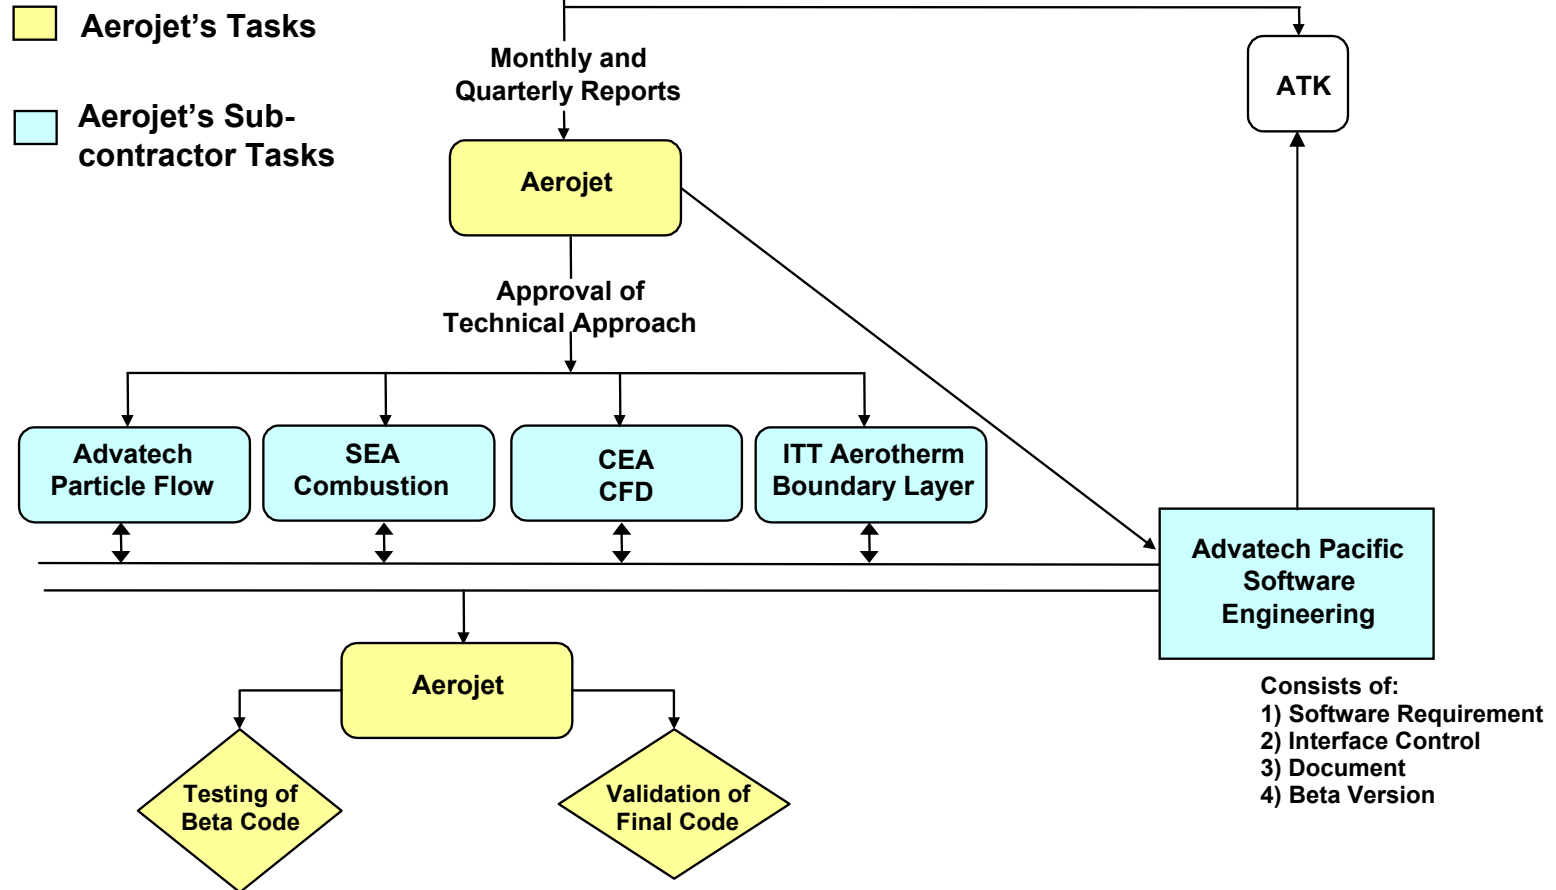 Aerojet's Tasks
Aerojet's Sub-
contractor Tasks
Monthly and
Quarterly Reports
ATK
Aerojet
Approval of
Technical Approach
Advatech
Particle Flow
SEA
Combustion
CEA
CFD
ITT Aerotherm
Boundary Layer
Advatech Pacific
Software
Engineering
Consists of:
1) Software Requirement
2) Interface Control
3) Document
4) Beta Version
Aerojet
Testing of
Beta Code
Validation of
Final Code